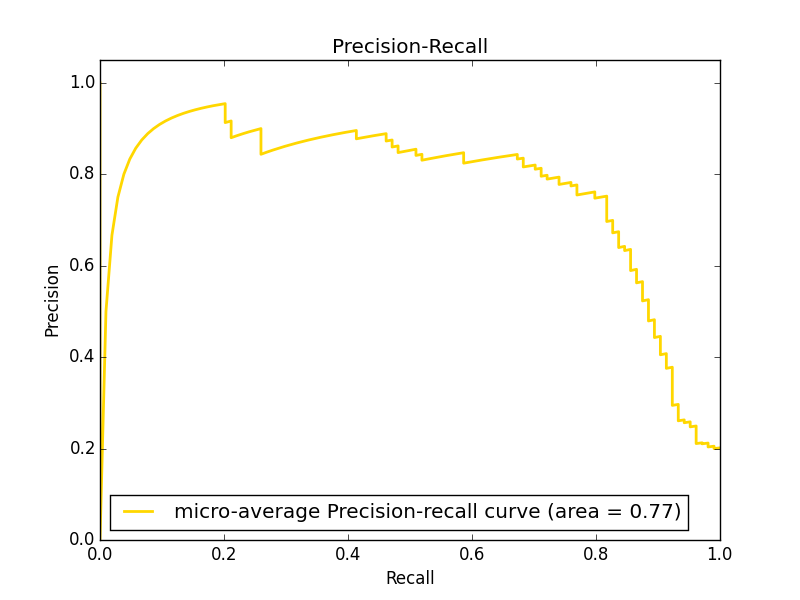 Precision-Recall
1.0
0.8
0.6
0.4
0.2
0.0
Precision
micro-average Precision-recall curve (area = 0.77)
0.0 0.2 0.4 0.6 0.8 1.0
Recall